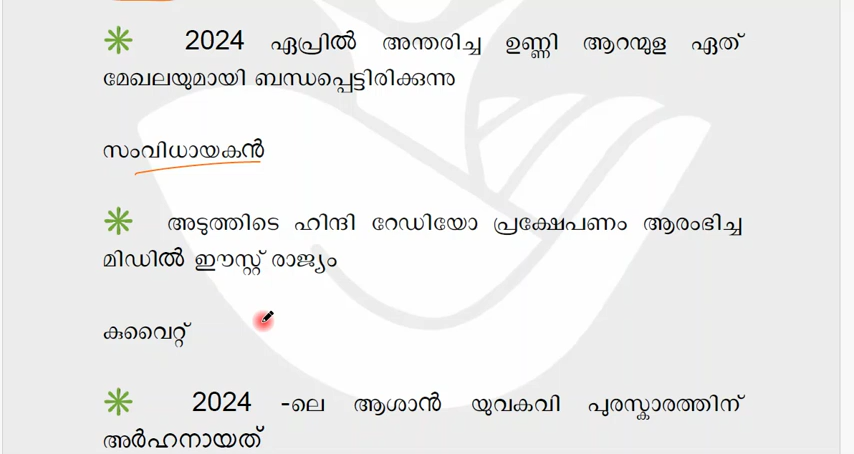 ✳ 2024 ഏപ്രിൽ അന്തരിച്ച ഉണ്ണി ആറന്മുള ഏത്
മേഖലയുമായി ബന്ധപ്പെട്ടിരിക്കുന്നു
സംവിധായകൻ
✳ അടുത്തിടെ ഹിന്ദി റേഡിയോ പ്രക്ഷേപണം ആരംഭിച്ച
മിഡിൽ ഈസ്റ്റ് രാജ്യം
കുവൈറ്റ്
✳ 2024 -ലെ ആശാൻ യുവകവി പുരസ്കാരത്തിന്
അർഹനായത്